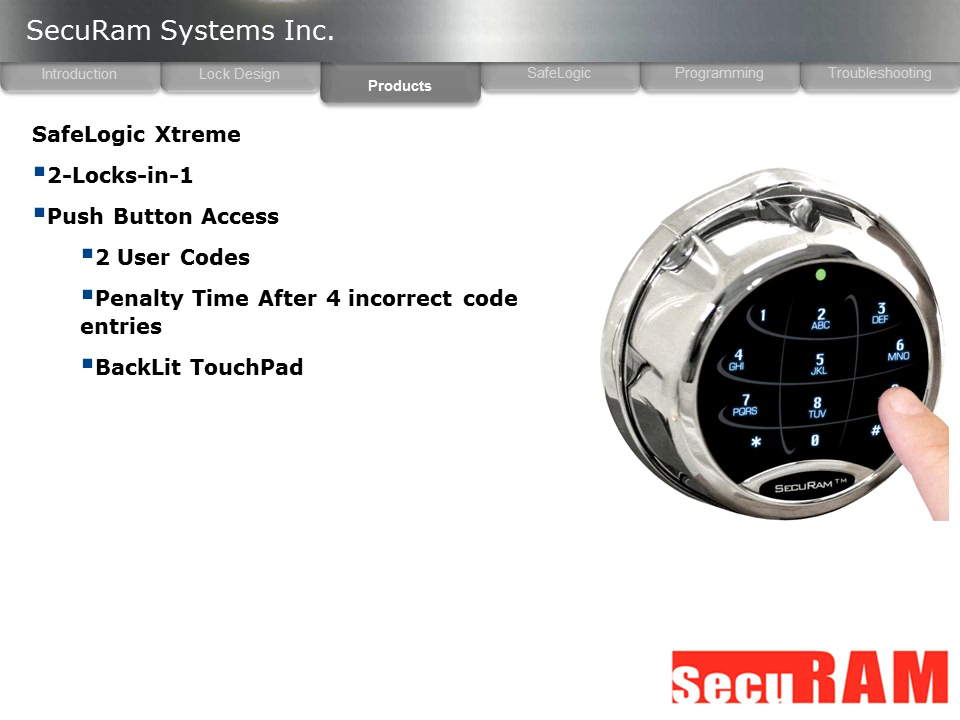 SecuRam Systems Inc.
Introduction
Lock Design
Products
SafeLogic
Programming
Troubleshooting
SafeLogic Xtreme
▪2-Locks-in-1
▪Push Button Access
▪2 User Codes
▪Penalty Time After 4 incorrect code
entries
▪BackLit TouchPad
1
2
ABC
3
DEF
4
GHI
5
JKL
6
MNO
7
PQRS
8
TUV
*
0
#
SECURAM™
SecuRAM